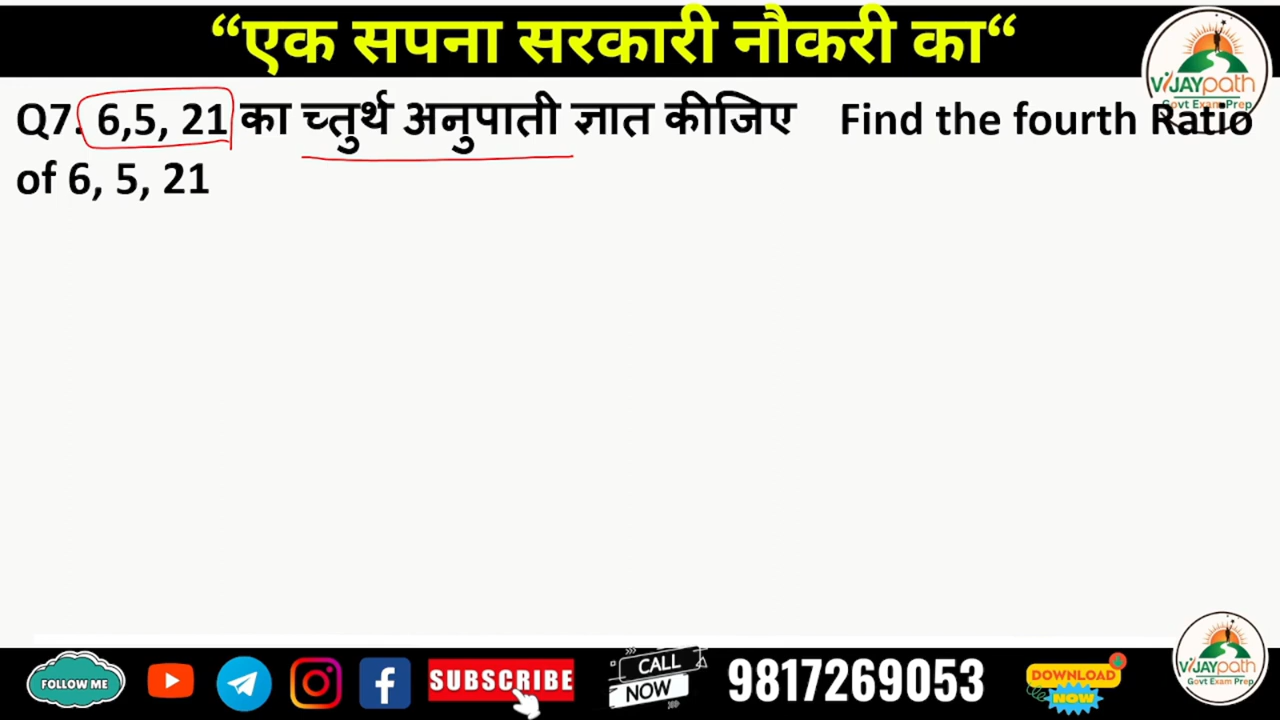 “एक सपना सरकारी नौकरी का“
VIJAYpath
Govt Exam Prep
Q7. 6,5, 21 का च्तुर्थ अनुपाती ज्ञात कीजिए Find the fourth Ratio
of 6, 5, 21
FOLLOW ME
SUBSCRIBE
CALL
NOW
9817269053
DOWNLOAD
NOW
VIJAYpath
Govt Exam Prep